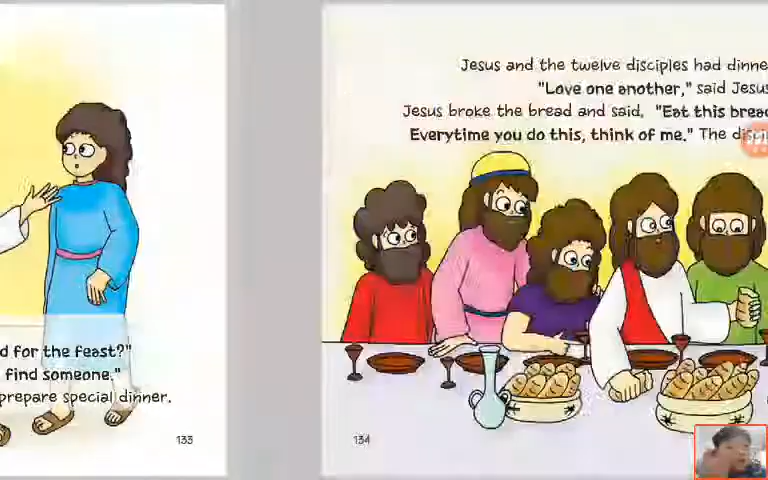 d for the feast?"
find someone."
prepare special dinner.
133
Jesus and the twelve disciples had dinne
"Love one another," said Jesus
Jesus broke the bread and said, "Eat this bread
Everytime you do this, think of me." The
134